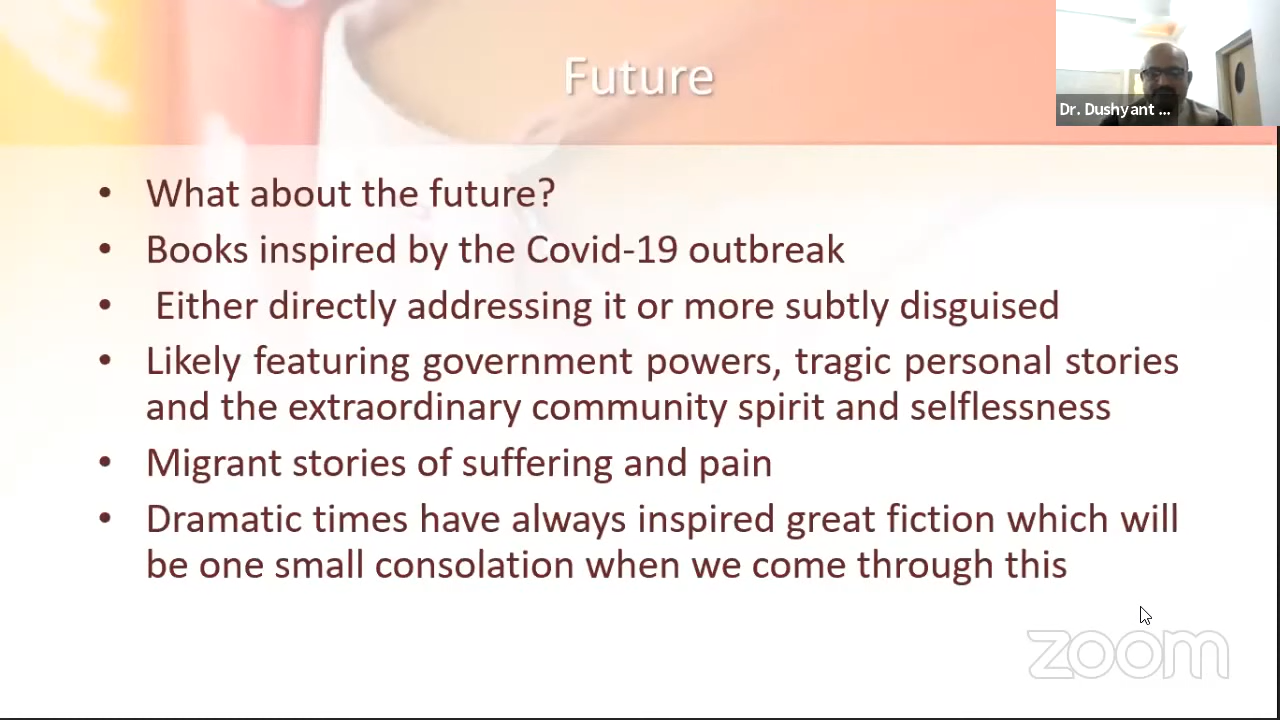 Future
Dr. Dushyant ...
• What about the future?
• Books inspired by the Covid-19 outbreak
• Either directly addressing it or more subtly disguised
• Likely featuring government powers, tragic personal stories
and the extraordinary community spirit and selflessness
• Migrant stories of suffering and pain
• Dramatic times have always inspired great fiction which will
be one small consolation when we come through this
zoom